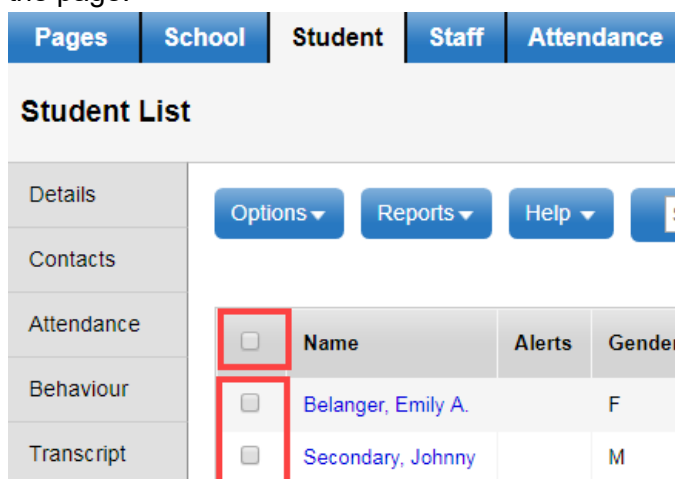 the page.
Pages School Student Staff Attendance
Student List
Details
Options Reports Help
Contacts
Attendance
Name Alerts Gender
Behaviour
Belanger, Emily A. F
Transcript
Secondary, Johnny M